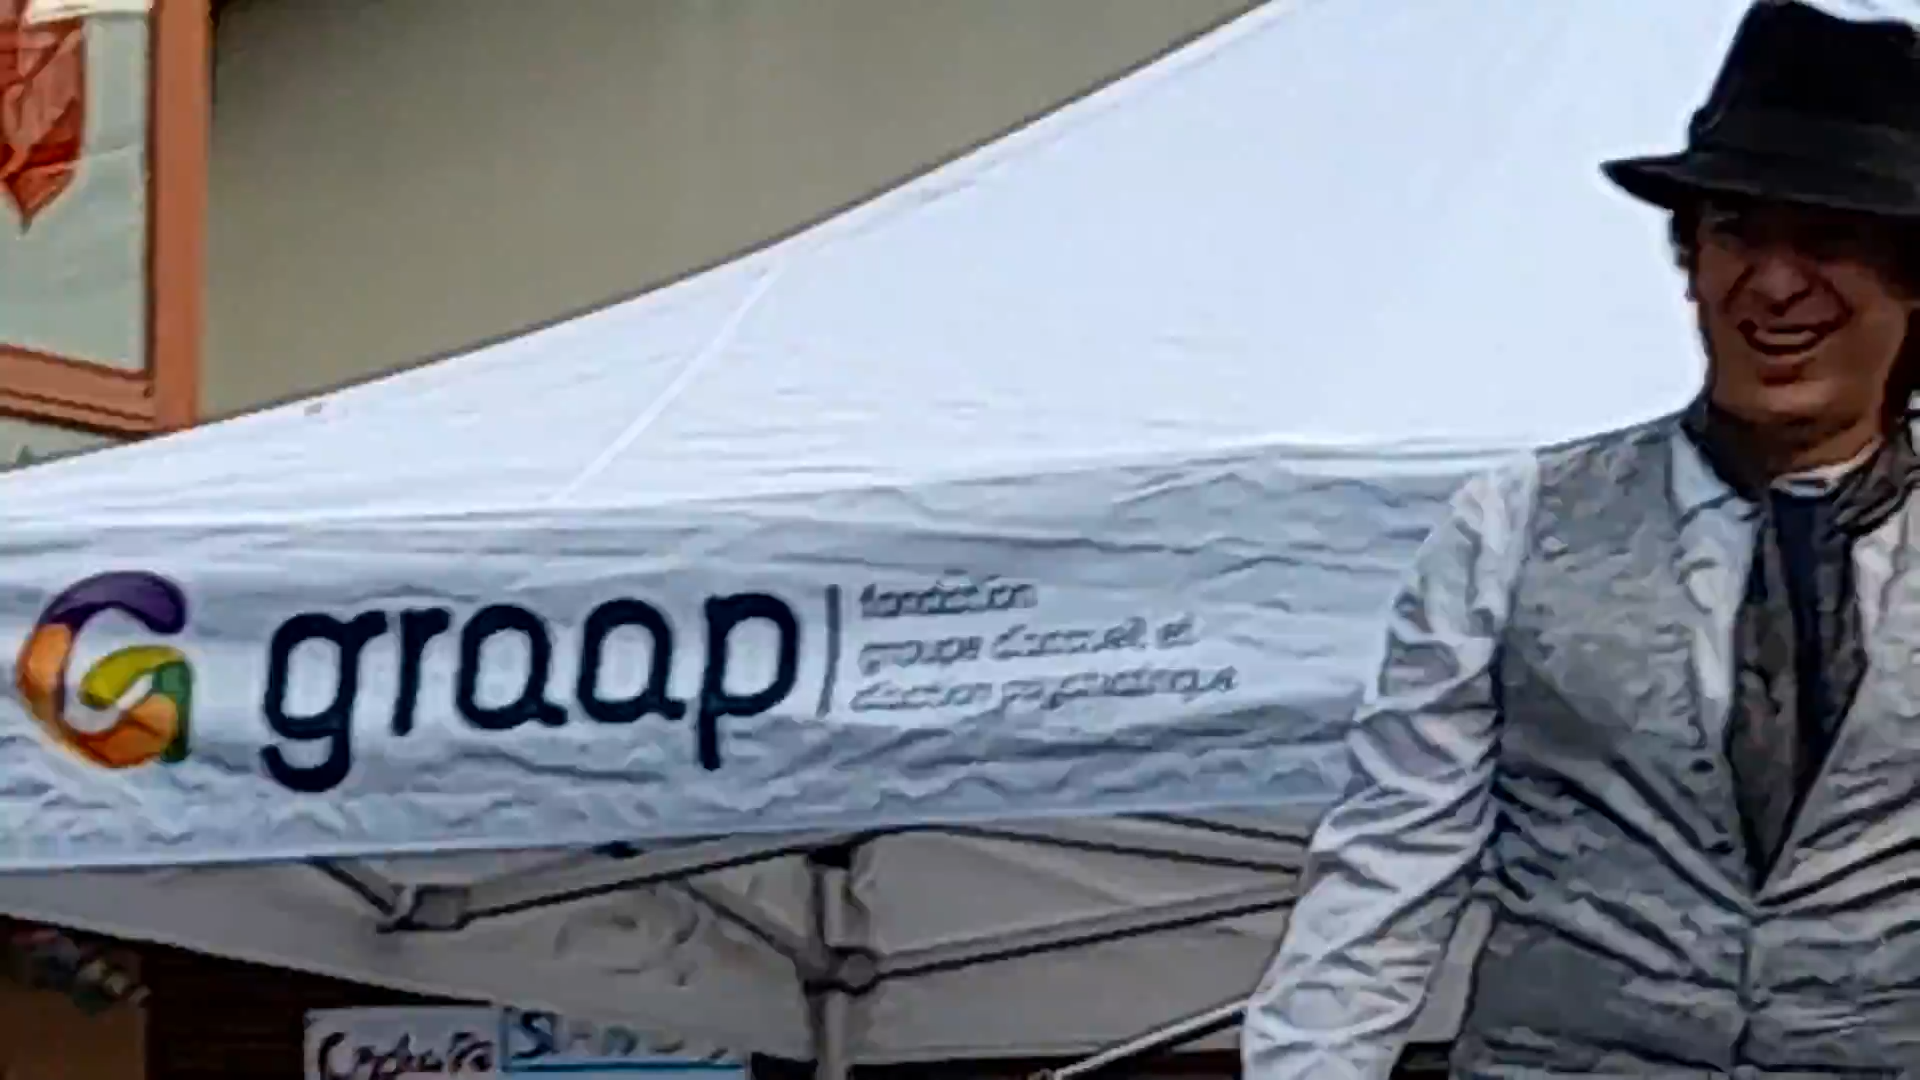 graap
fondation
groupe d'accueil et
d'action psychiatrique